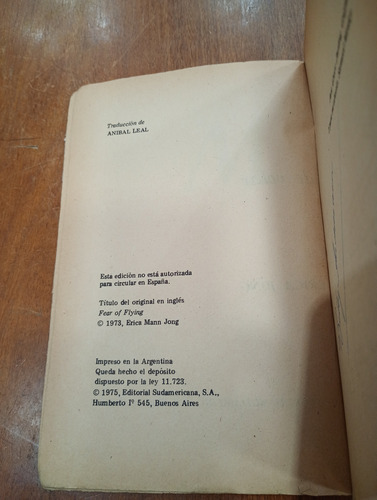 Traducción de
ANIBAL LEAL
Esta edición no está autorizada
para circular en España.
Título del original en inglés
Fear of Flying
© 1973, Erica Mann Jong
Impreso en la Argentina
Queda hecho el depósito
dispuesto por la ley 11.723.
© 1975, Editorial Sudamericana, S.A.,
Humberto Iº 545, Buenos Aires